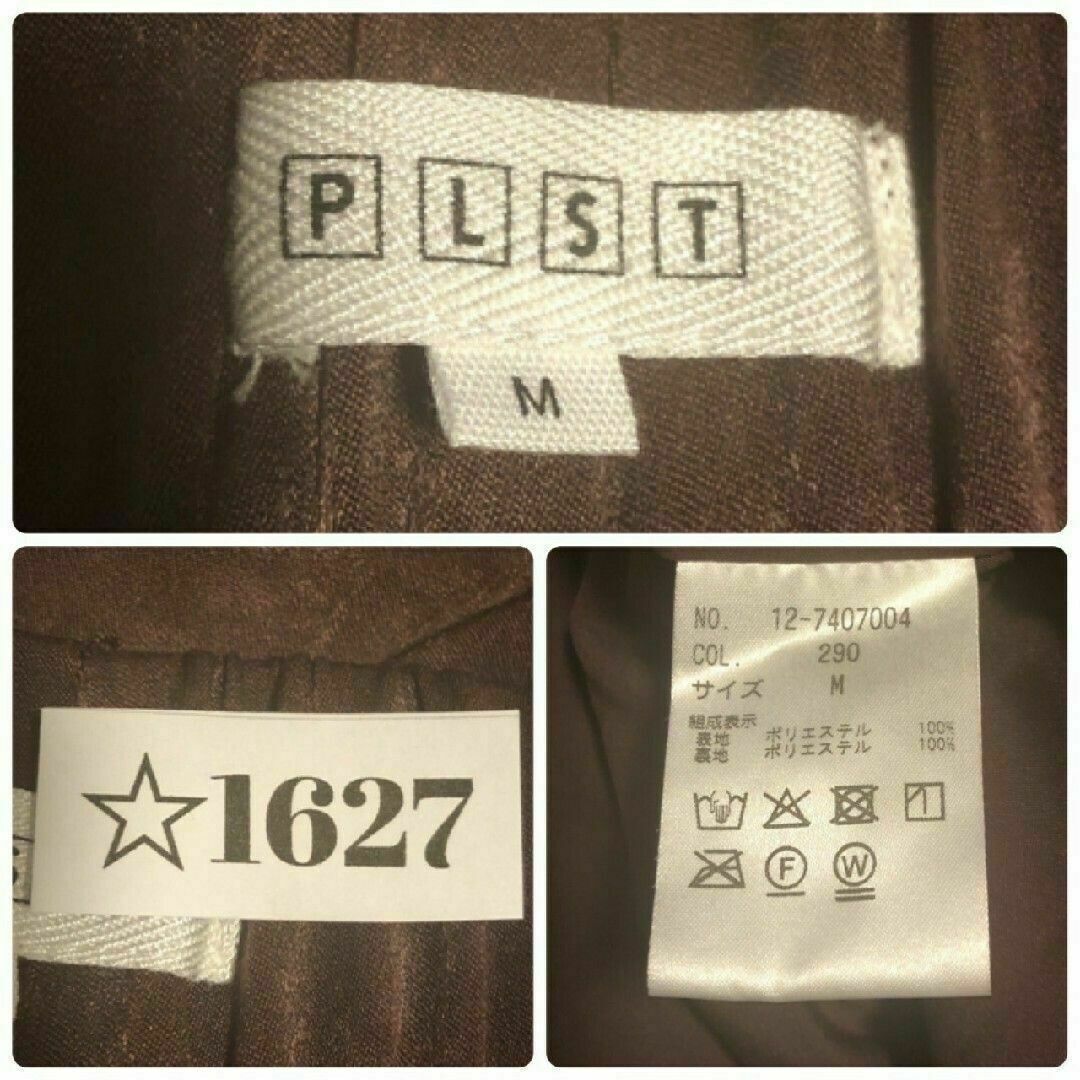 P L S T
M
☆1627
NO. 12-7407004
COL. 290
サイズ M
組成表示
表地 ポリエステル 100%
裏地 ポリエステル 100%
F W